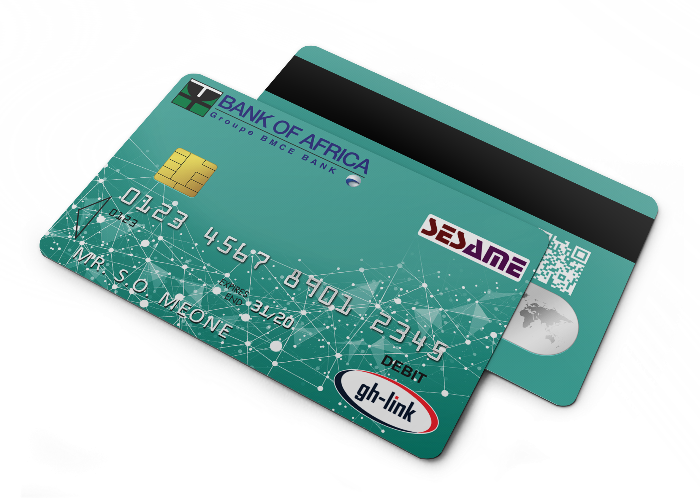 BANK OF AFRICA
Groupe BMCE BANK
SESAME
0123 4567 8901 2345
0123
EXPIRES
END
31/20
MR. S.O. MEONE
DEBIT
gh-link